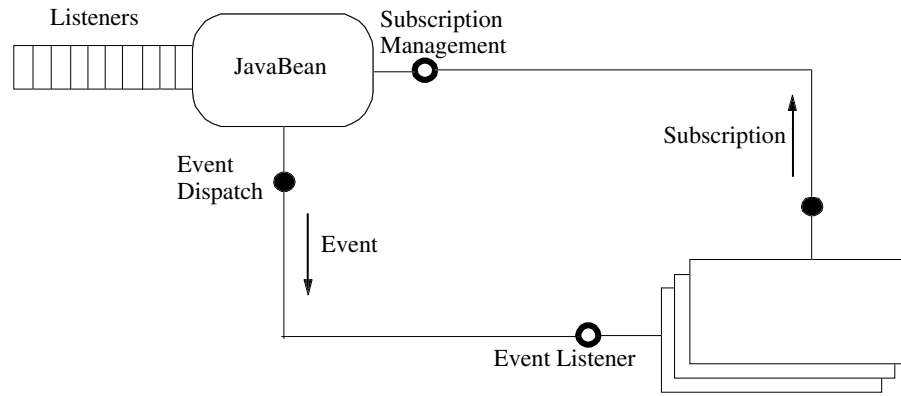 Listeners
Subscription
Management
JavaBean
Subscription
Event
Dispatch
Event
Event Listener